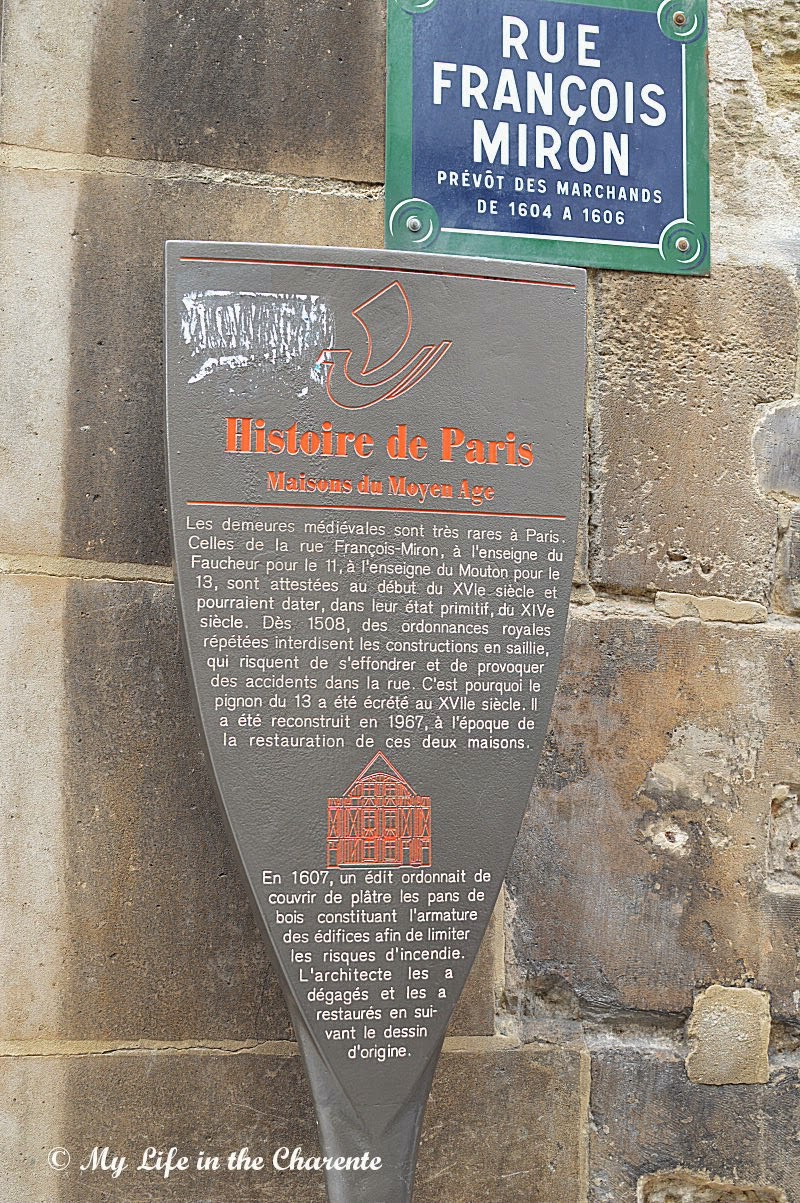 RUE
FRANÇOIS
MIRON
PRÉVÔT DES MARCHANDS
DE 1604 A 1606
Histoire de Paris
Maisons du Moyen Age
Les demeures médiévales sont très rares à Paris.
Celles de la rue François-Miron, à l'enseigne du
Faucheur pour le 11, à l'enseigne du Mouton pour le
13, sont attestées au début du XVIe siècle et
pourraient dater, dans leur état primitif, du XIVe
siècle. Dès 1508, des ordonnances royales
répétées interdisent les constructions en saillie,
qui risquent de s'effondrer et de provoquer
des accidents dans la rue. C'est pourquoi le
pignon du 13 a été écrêté au XVIIe siècle. Il
a été reconstruit en 1967, à l'époque de
la restauration de ces deux maisons.
En 1607, un édit ordonnait de
couvrir de plâtre les pans de
bois constituant l'armature
des édifices afin de limiter
les risques d'incendie.
L'architecte les a
dégagés et les a
restaurés en sui-
vant le dessin
d'origine.
© My Life in the Charente